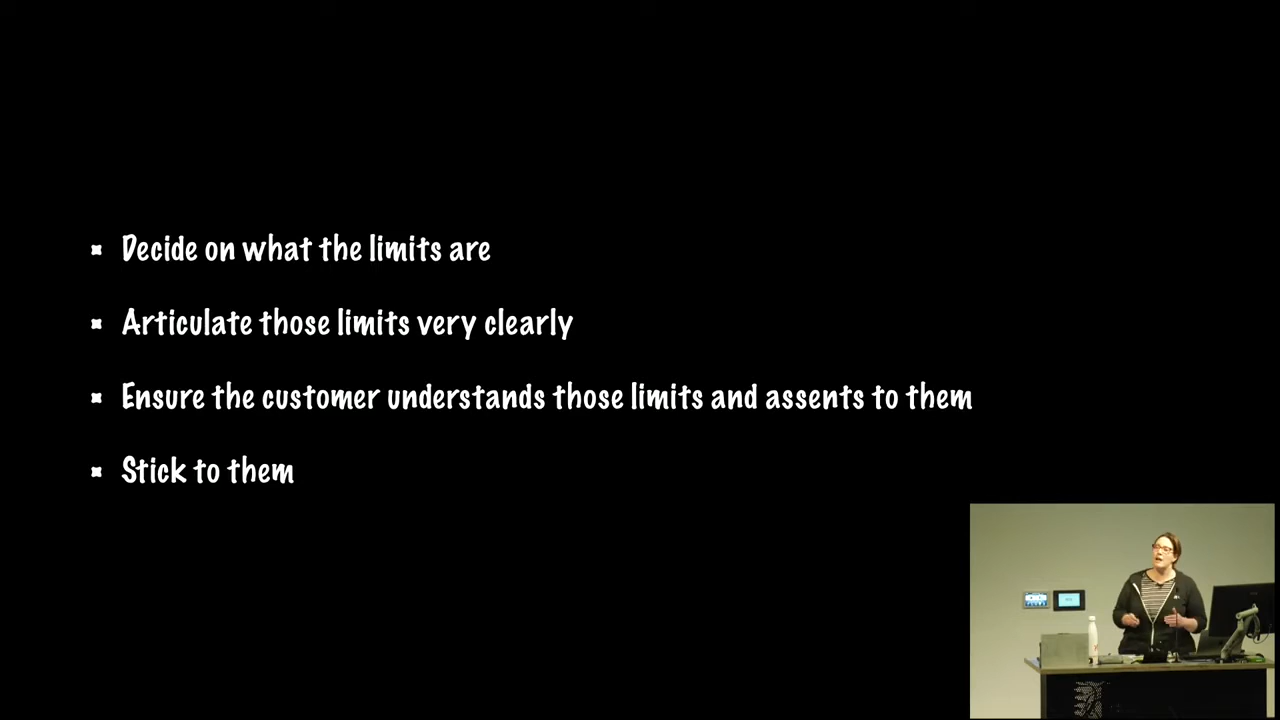 Decide on what the limits are
Articulate those limits very clearly
Ensure the customer understands those limits and assents to them
Stick to them